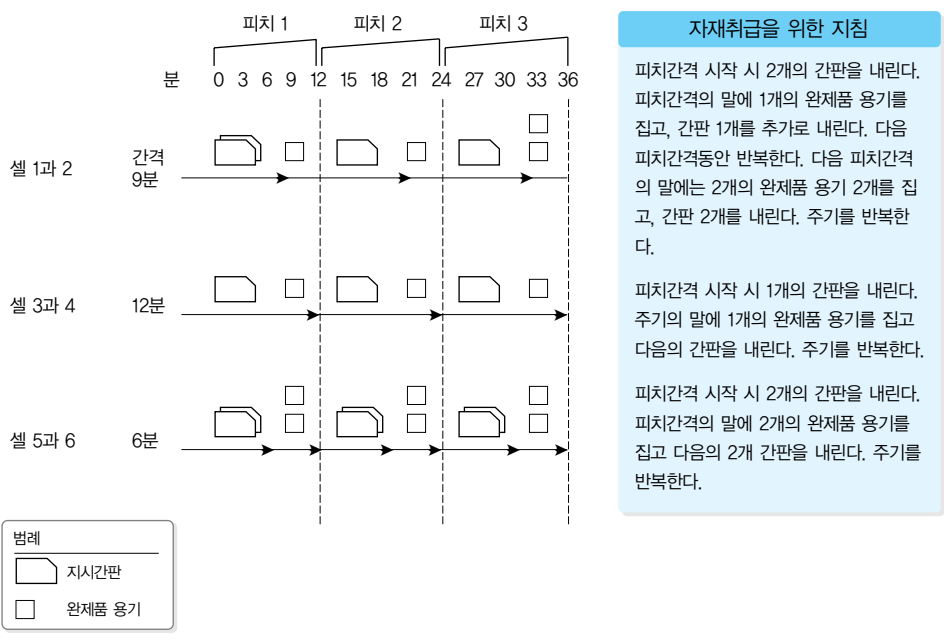 피치 1 피치 2 피치 3
분 0 3 6 9 12 15 18 21 24 27 30 33 36
셀 1과 2 간격
9분
셀 3과 4 12분
셀 5과 6 6분
범례
지시간판
완제품 용기
자재취급을 위한 지침
피치간격 시작 시 2개의 간판을 내린다.
피치간격의 말에 1개의 완제품 용기를
집고, 간판 1개를 추가로 내린다. 다음
피치간격동안 반복한다. 다음 피치간격
의 말에는 2개의 완제품 용기 2개를 집
고, 간판 2개를 내린다. 주기를 반복한
다.
피치간격 시작 시 1개의 간판을 내린다.
주기의 말에 1개의 완제품 용기를 집고
다음의 간판을 내린다. 주기를 반복한다.
피치간격 시작 시 2개의 간판을 내린다.
피치간격의 말에 2개의 완제품 용기를
집고 다음의 2개 간판을 내린다. 주기를
반복한다.